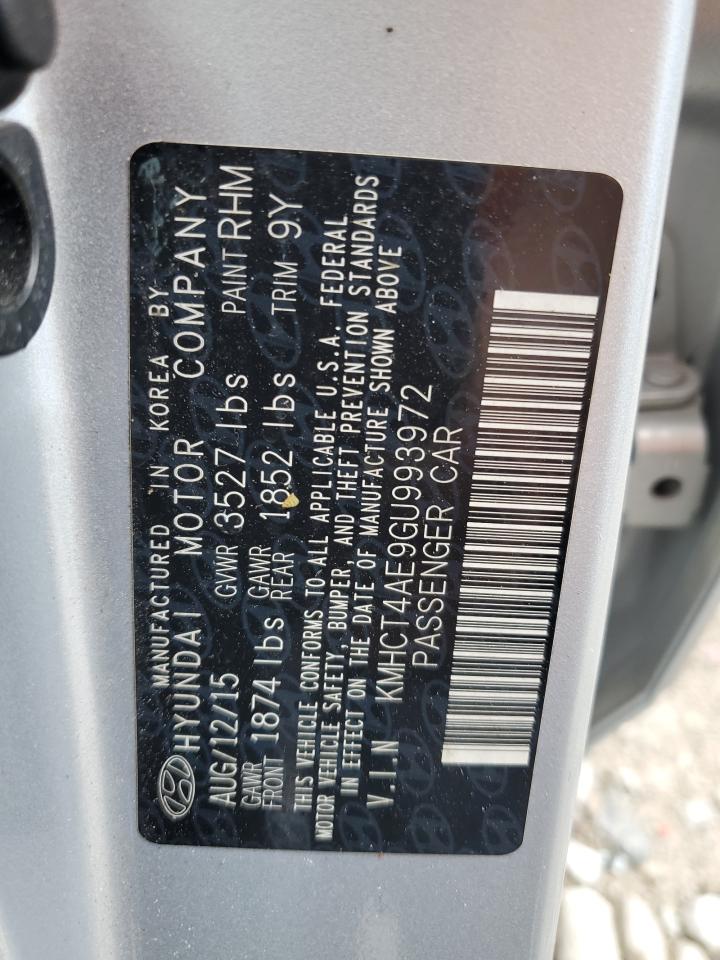 MANUFACTURED IN KOREA BY
HYUNDAI MOTOR COMPANY
AUG/12/15 GVWR 3527 lbs PAINT RHM
GAWR FRONT 1874 lbs GAWR REAR 1852 lbs TRIM 9Y
THIS VEHICLE CONFORMS TO ALL APPLICABLE U.S.A. FEDERAL
MOTOR VEHICLE SAFETY, BUMPER, AND THEFT PREVENTION STANDARDS
IN EFFECT ON THE DATE OF MANUFACTURE SHOWN ABOVE
V.I.N KMHCT4AE9GU993972
PASSENGER CAR